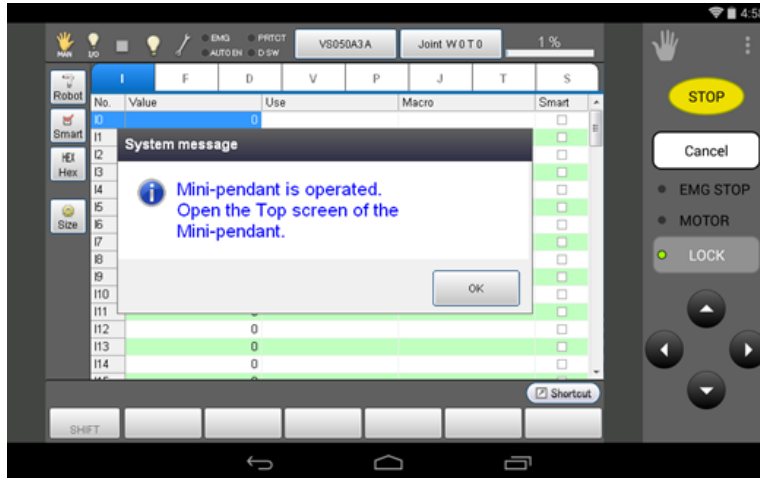 4:5
MAN
I/O
EMG
PRTCT
AUTO EN
D SW
VS050A3A
Joint W 0 T 0
1 %
I
F
D
V
P
J
T
S
Robot
Smart
HEX
Hex
Size
No.
Value
Use
Macro
Smart
I0
0
I1
I2
I3
I4
I5
I6
I7
I8
I9
I10
I11
I12
0
I13
0
I14
0
System message
Mini-pendant is operated.
Open the Top screen of the
Mini-pendant.
OK
Shortcut
SHIFT
STOP
Cancel
EMG STOP
MOTOR
LOCK